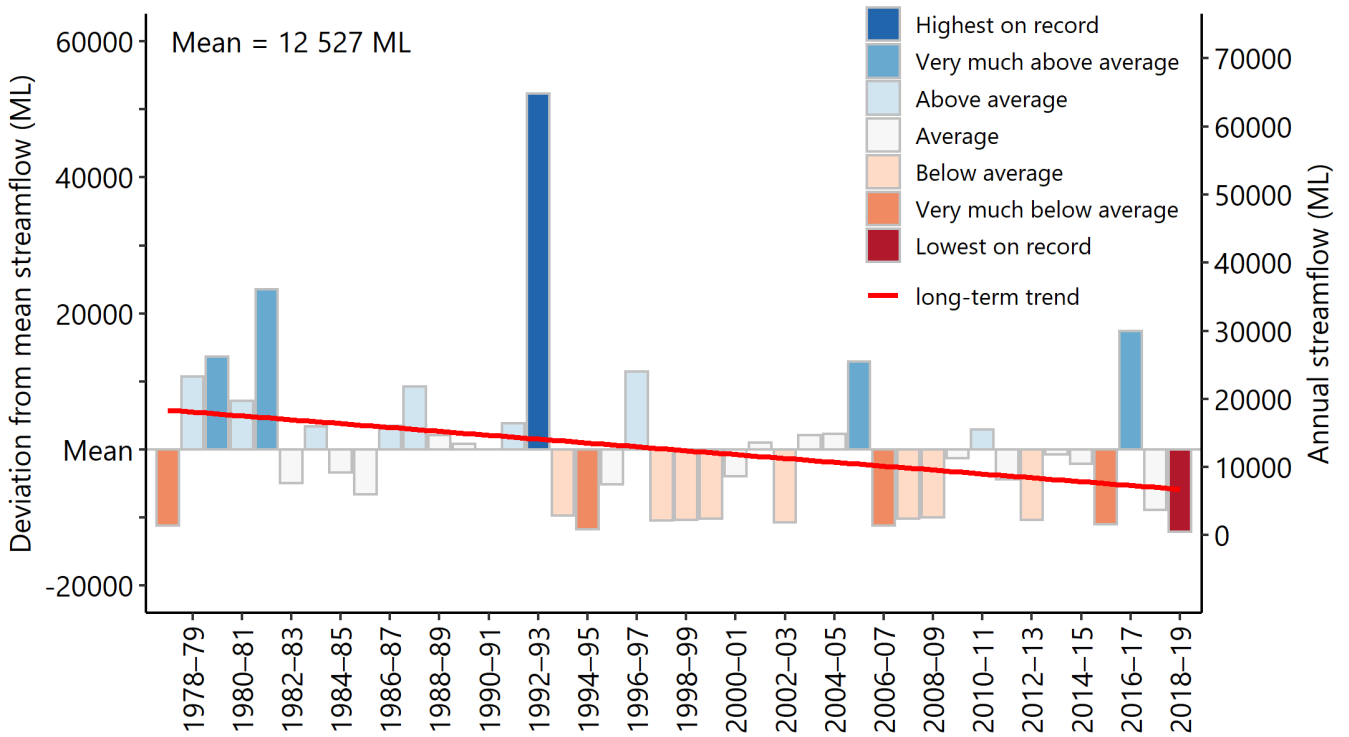 Mean = 12 527 ML
Deviation from mean streamflow (ML)
60000
40000
20000
Mean
-20000
Highest on record
Very much above average
Above average
Average
Below average
Very much below average
Lowest on record
long-term trend
70000
60000
50000
40000
30000
20000
10000
0
Annual streamflow (ML)
1978–79
1980–81
1982–83
1984–85
1986–87
1988–89
1990–91
1992–93
1994–95
1996–97
1998–99
2000–01
2002–03
2004–05
2006–07
2008–09
2010–11
2012–13
2014–15
2016–17
2018–19